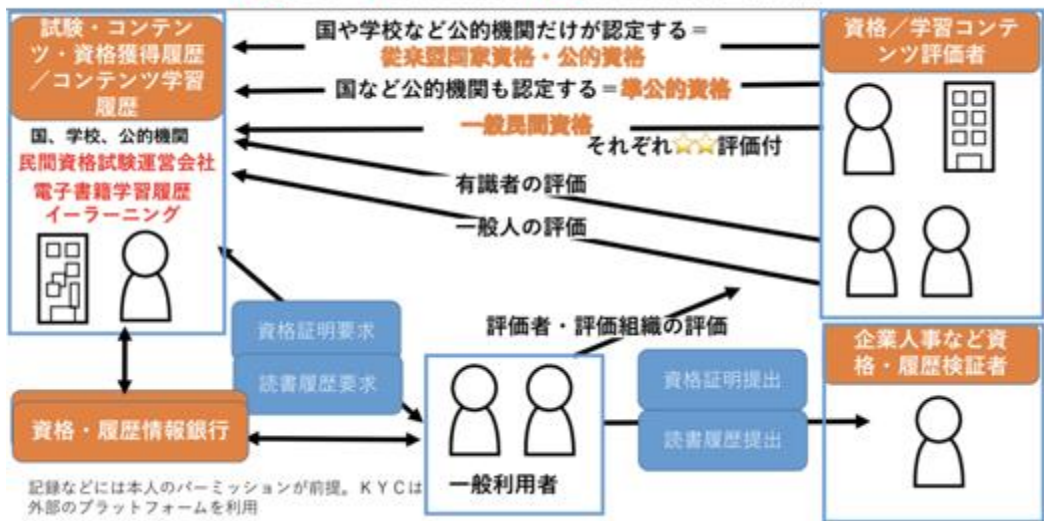 試験・コンテン
ツ・資格獲得履歴
／コンテンツ学習
履歴
国、学校、公的機関
民間資格試験運営会社
電子書籍学習履歴
イーラーニング
国や学校など公的機関だけが認定する＝
従来型国家資格・公的資格
国など公的機関も認定する＝準公的資格
一般民間資格
それぞれ☆☆評価付
有識者の評価
一般人の評価
資格／学習コンテ
ンツ評価者
資格証明要求
読書履歴要求
評価者・評価組織の評価
資格証明提出
読書履歴提出
企業人事など資
格・履歴検証者
資格・履歴情報銀行
一般利用者
記録などには本人のパーミッションが前提。ＫＹＣは
外部のプラットフォームを利用